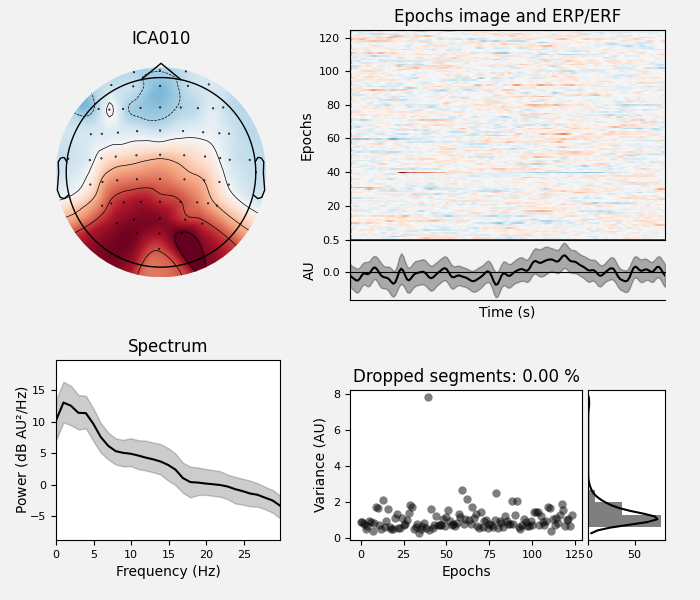 ICA010
Epochs image and ERP/ERF
Epochs
120
100
80
60
40
20
0.5
AU
0.0
Time (s)
Spectrum
Power (dB AU²/Hz)
15
10
5
0
−5
0 5 10 15 20 25
Frequency (Hz)
Dropped segments: 0.00 %
Variance (AU)
8
6
4
2
0
0 25 50 75 100 125
Epochs
0 50